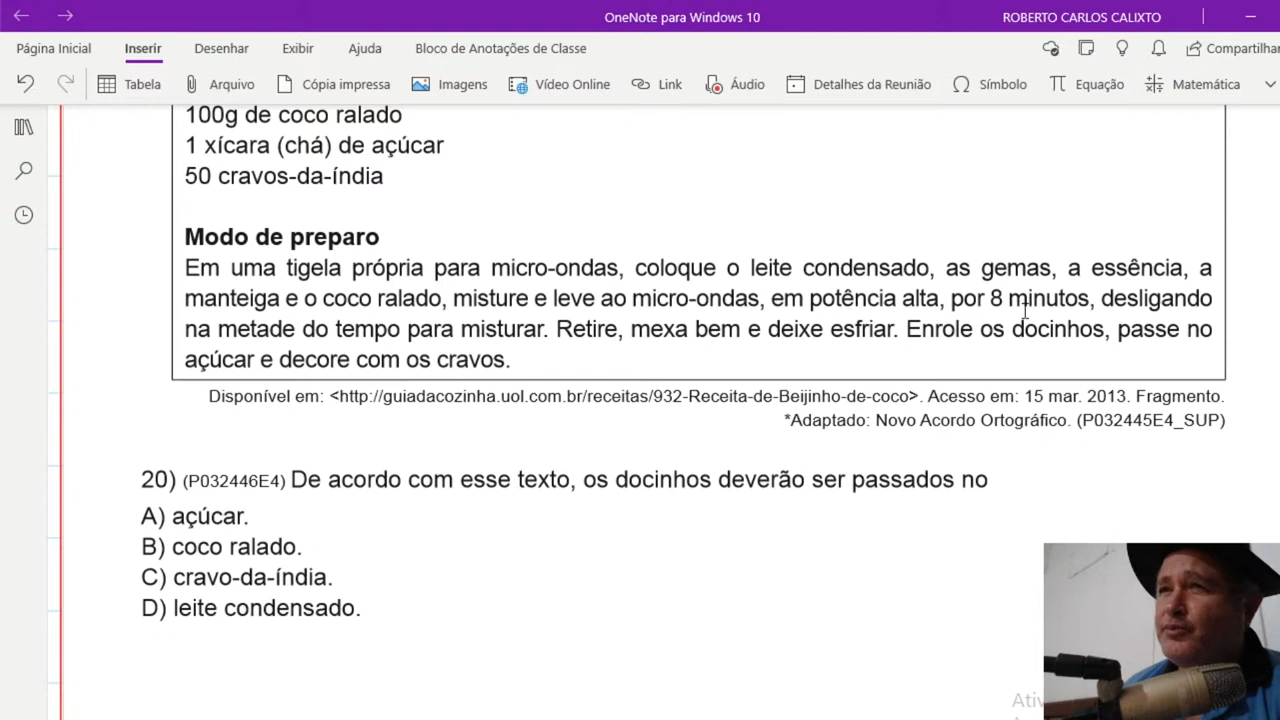 OneNote para Windows 10
ROBERTO CARLOS CALIXTO
Página Inicial Inserir Desenhar Exibir Ajuda Bloco de Anotações de Classe
Compartilhar
Tabela Arquivo Cópia impressa Imagens Vídeo Online Link Áudio Detalhes da Reunião Símbolo Equação Matemática
100g de coco ralado
1 xícara (chá) de açúcar
50 cravos-da-índia
Modo de preparo
Em uma tigela própria para micro-ondas, coloque o leite condensado, as gemas, a essência, a
manteiga e o coco ralado, misture e leve ao micro-ondas, em potência alta, por 8 minutos, desligando
na metade do tempo para misturar. Retire, mexa bem e deixe esfriar. Enrole os docinhos, passe no
açúcar e decore com os cravos.
Disponível em: <http://guiadacozinha.uol.com.br/receitas/932-Receita-de-Beijinho-de-coco>. Acesso em: 15 mar. 2013. Fragmento.
*Adaptado: Novo Acordo Ortográfico. (P032445E4_SUP)
20) (P032446E4) De acordo com esse texto, os docinhos deverão ser passados no
A) açúcar.
B) coco ralado.
C) cravo-da-índia.
D) leite condensado.